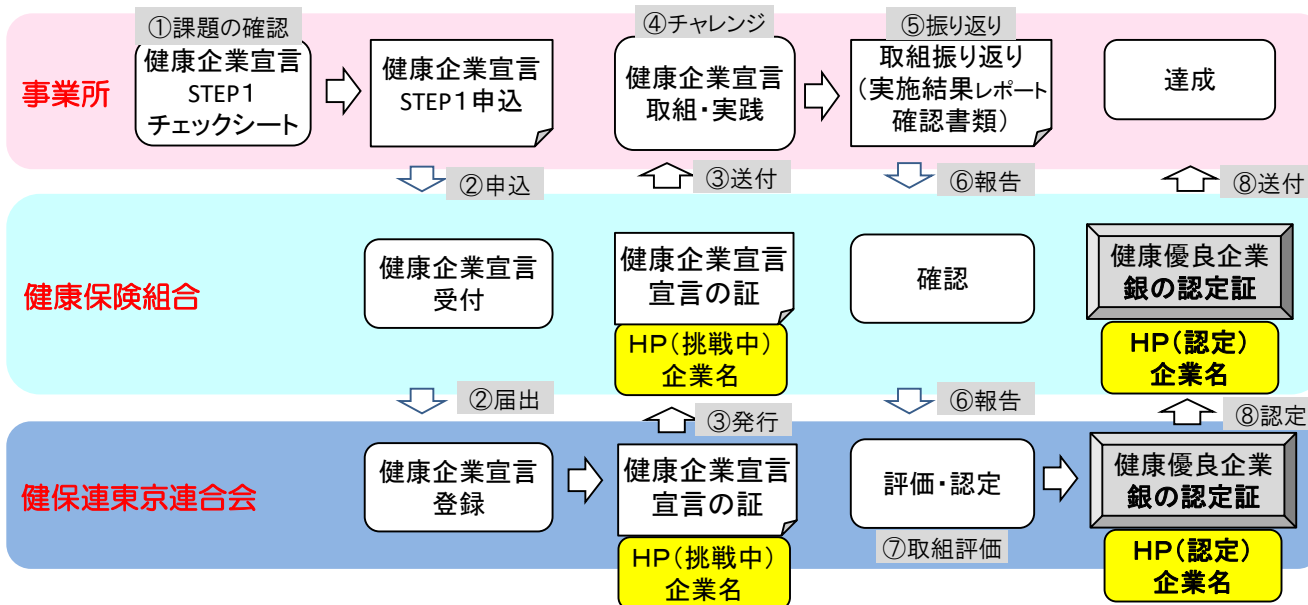 ①課題の確認
健康企業宣言
STEP1
チェックシート
健康企業宣言
STEP1申込
④チャレンジ
健康企業宣言
取組・実践
⑤振り返り
取組振り返り
(実施結果レポート
確認書類)
達成
事業所
②申込
③送付
⑥報告
⑧送付
健康保険組合
健康企業宣言
受付
健康企業宣言
宣言の証
HP(挑戦中)
企業名
確認
健康優良企業
銀の認定証
HP(認定)
企業名
②届出
③発行
⑥報告
⑧認定
健保連東京連合会
健康企業宣言
登録
健康企業宣言
宣言の証
HP(挑戦中)
企業名
評価・認定
⑦取組評価
健康優良企業
銀の認定証
HP(認定)
企業名